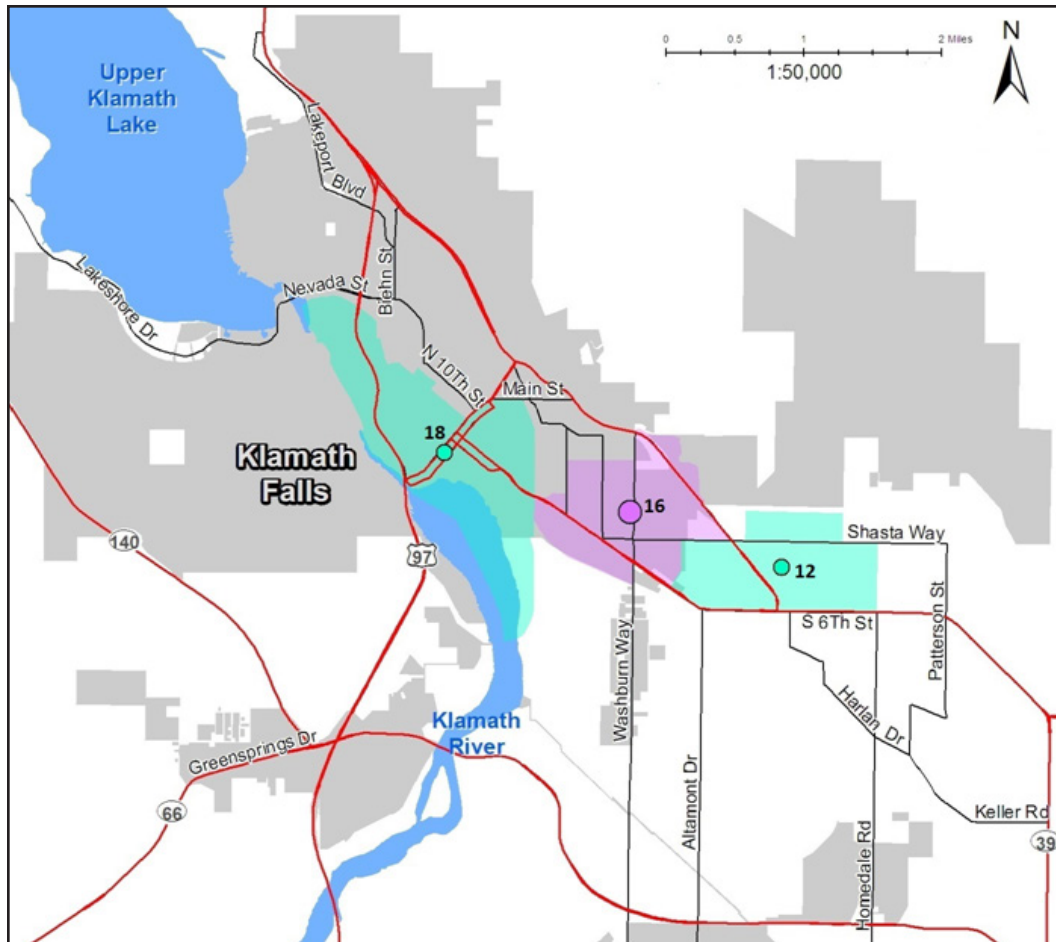 0 0.5 1 2 Miles
1:50,000
N
Upper
Klamath
Lake
Lakeport Blvd
Biehn St
Nevada St
Lakeshore Dr
N 10Th St
Main St
18
Klamath
Falls
16
Shasta Way
140
97
12
S 6Th St
Patterson St
Washburn Way
Harlan Dr
Klamath
River
Greensprings Dr
Altamont Dr
66
Keller Rd
Homedale Rd
39